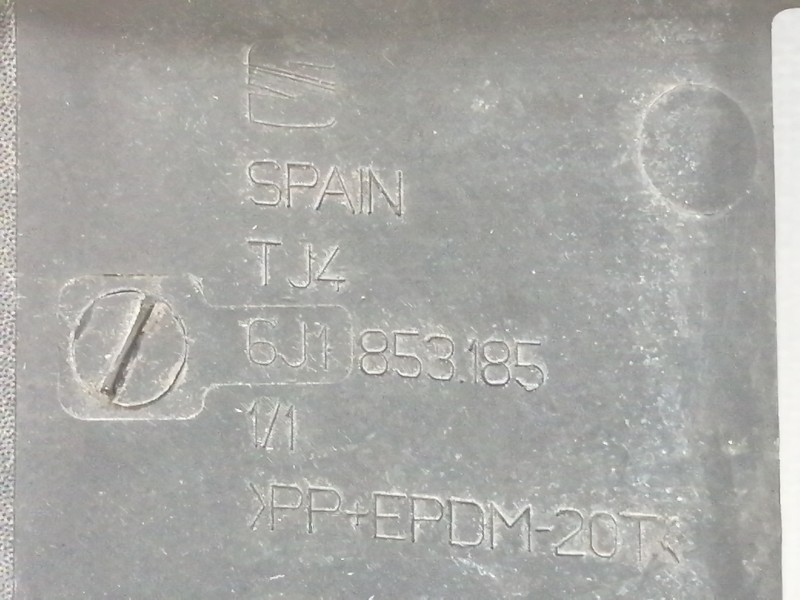 SPAIN
TJ4
6J1 853.185
1/1
>PP+EPDM-20T<